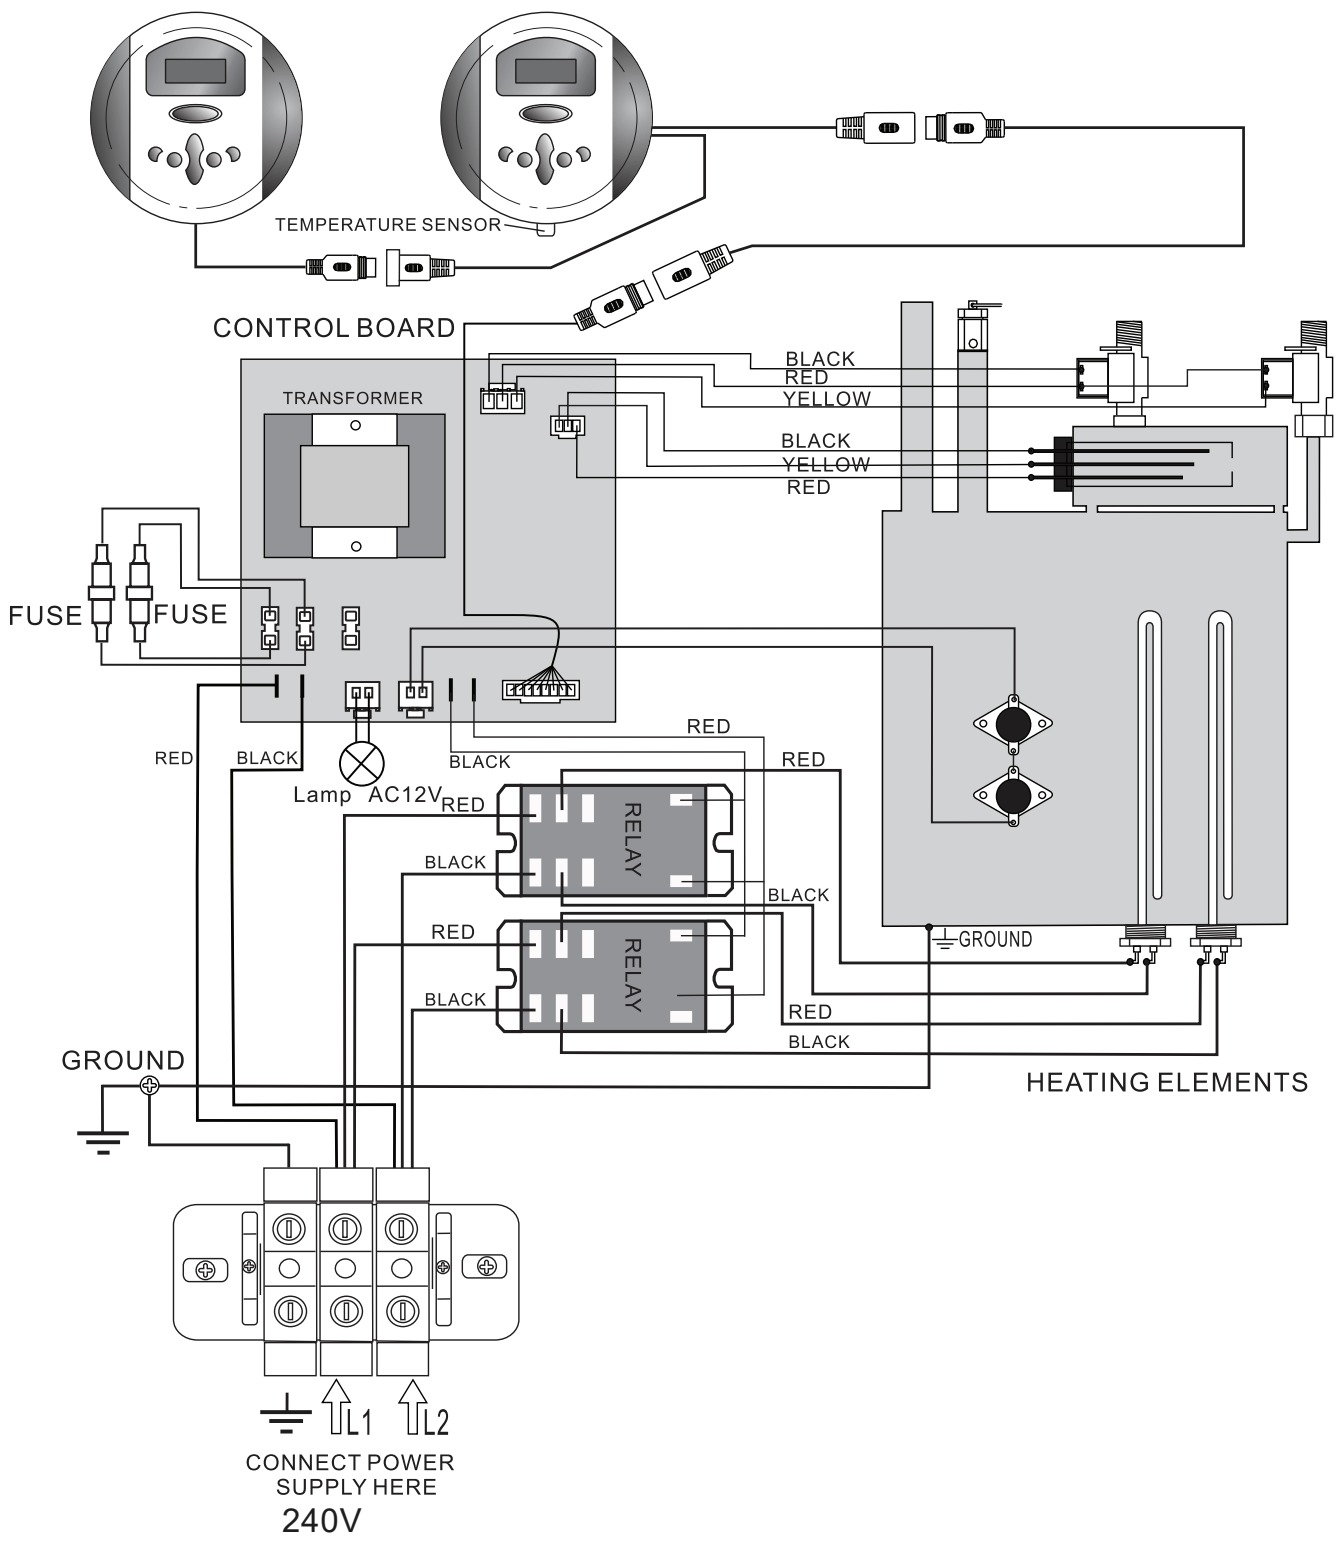 TEMPERATURE SENSOR
CONTROL BOARD
BLACK
RED
YELLOW
TRANSFORMER
BLACK
YELLOW
RED
FUSE
FUSE
RED
BLACK
RED
BLACK
RED
Lamp AC12V
RED
RELAY
BLACK
BLACK
RED
RELAY
GROUND
BLACK
RED
BLACK
GROUND
HEATING ELEMENTS
L1
L2
CONNECT POWER
SUPPLY HERE
240V